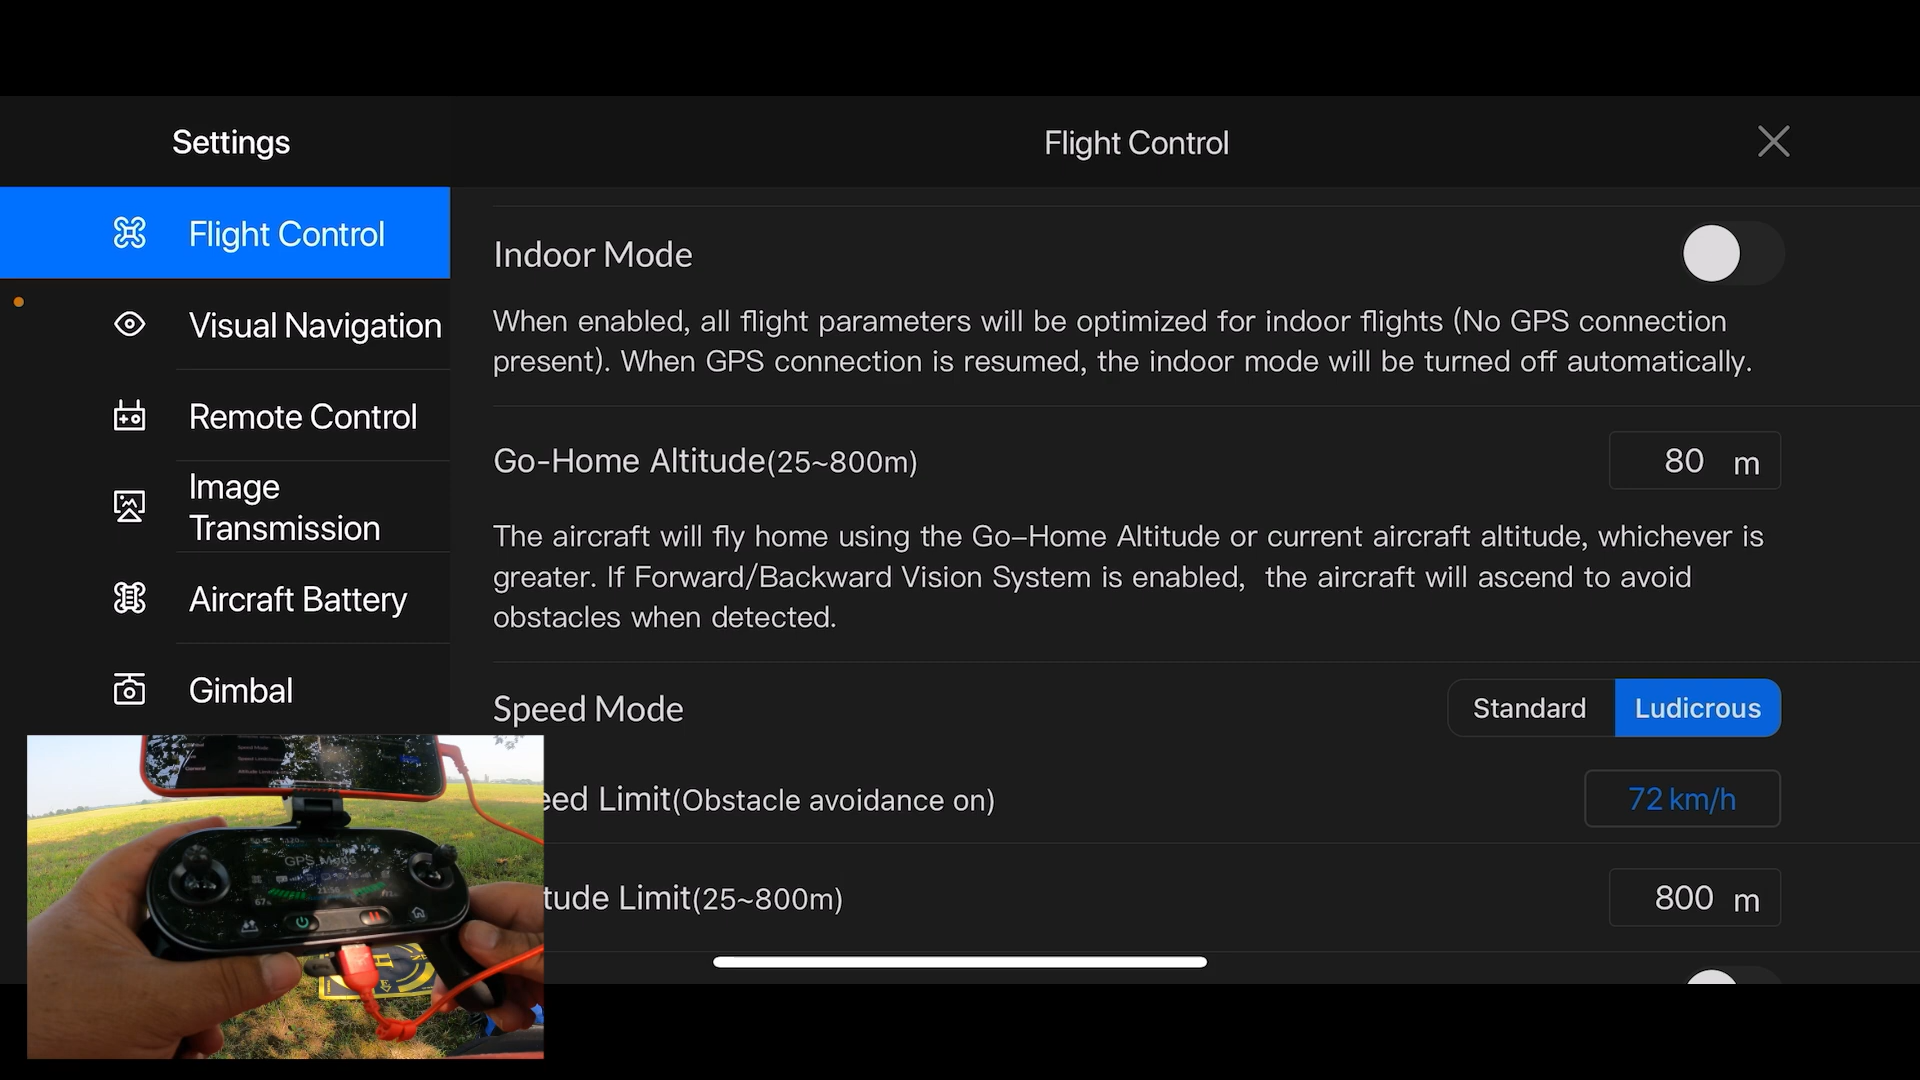 Settings
Flight Control
Flight Control
Visual Navigation
Remote Control
Image
Transmission
Aircraft Battery
Gimbal
Indoor Mode
When enabled, all flight parameters will be optimized for indoor flights (No GPS connection
present). When GPS connection is resumed, the indoor mode will be turned off automatically.
Go-Home Altitude(25~800m)
80 m
The aircraft will fly home using the Go-Home Altitude or current aircraft altitude, whichever is
greater. If Forward/Backward Vision System is enabled, the aircraft will ascend to avoid
obstacles when detected.
Speed Mode
Standard
Ludicrous
eed Limit(Obstacle avoidance on)
72 km/h
tude Limit(25~800m)
800 m
Speed Mode
GPS Mode